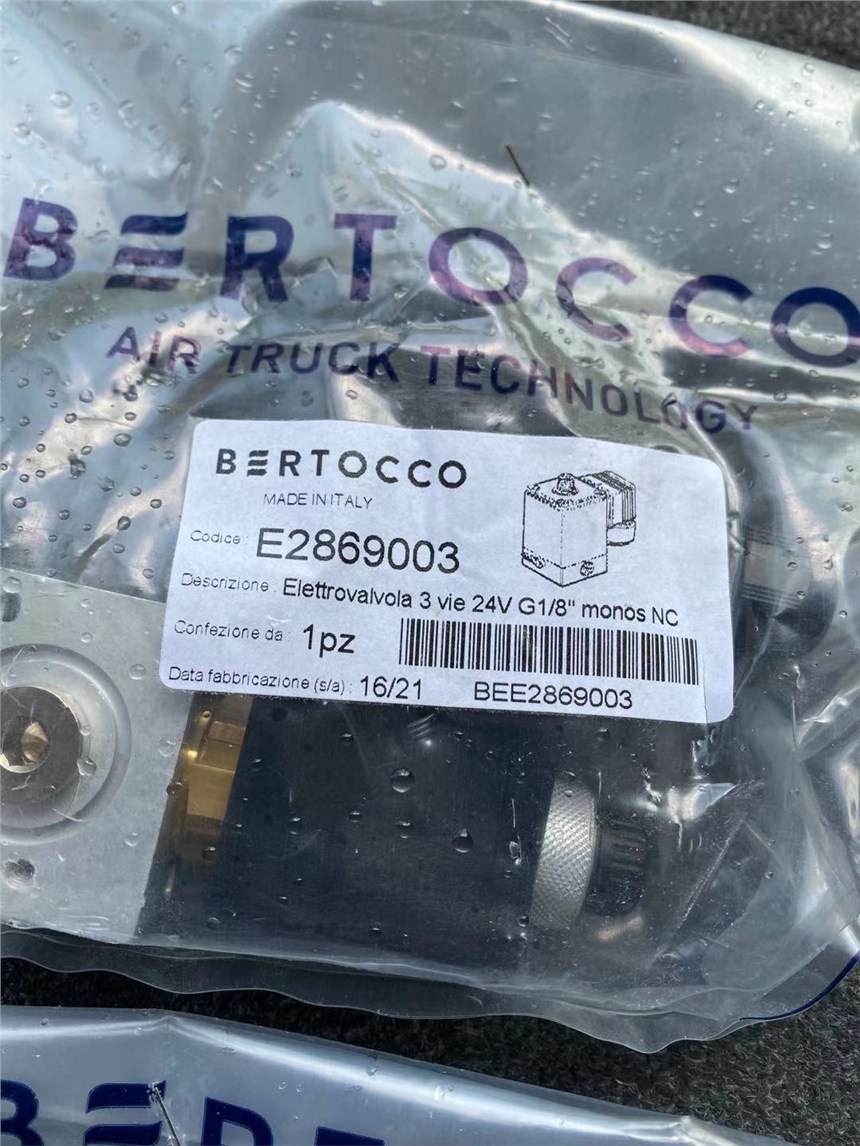 BERTOCCO
AIR TRUCK TECHNOLOGY
BERTOCCO
MADE IN ITALY
Codice: E2869003
Descrizione: Elettrovalvola 3 vie 24V G1/8" monos NC
Confezione da: 1pz
Data fabbricazione (s/a): 16/21
BEE2869003
BER